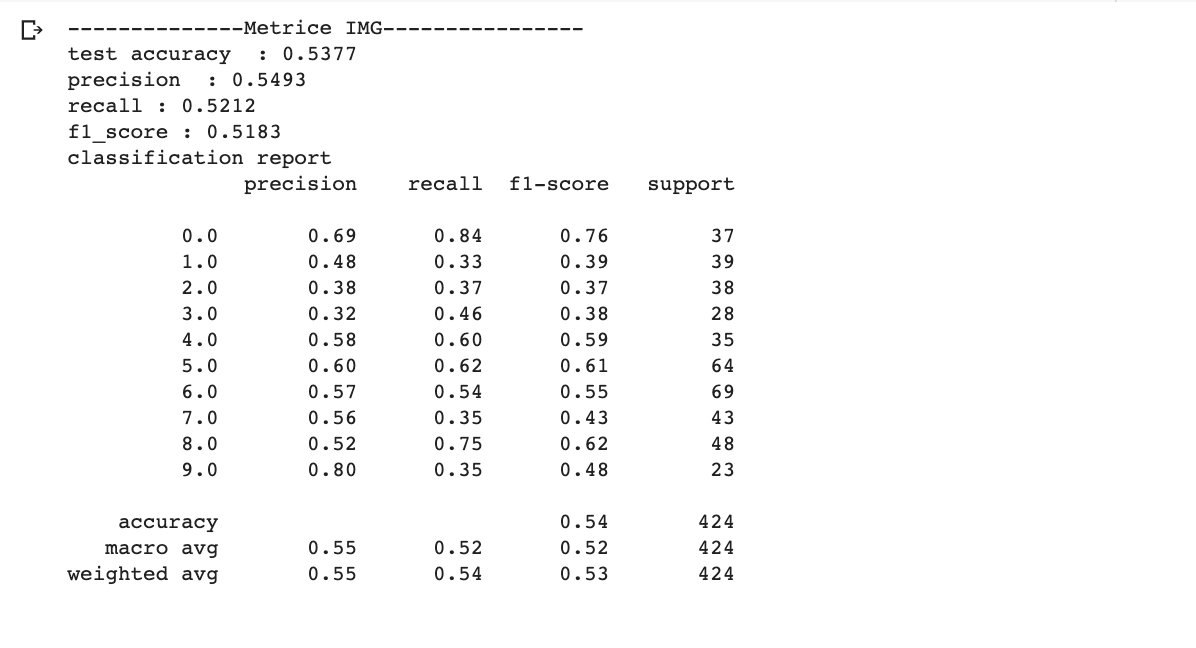 --------------Metrice IMG----------------
test accuracy  : 0.5377
precision  : 0.5493
recall : 0.5212
f1_score : 0.5183
classification report
              precision    recall  f1-score   support

         0.0       0.69      0.84      0.76        37
         1.0       0.48      0.33      0.39        39
         2.0       0.38      0.37      0.37        38
         3.0       0.32      0.46      0.38        28
         4.0       0.58      0.60      0.59        35
         5.0       0.60      0.62      0.61        64
         6.0       0.57      0.54      0.55        69
         7.0       0.56      0.35      0.43        43
         8.0       0.52      0.75      0.62        48
         9.0       0.80      0.35      0.48        23

    accuracy                           0.54       424
   macro avg       0.55      0.52      0.52       424
weighted avg       0.55      0.54      0.53       424